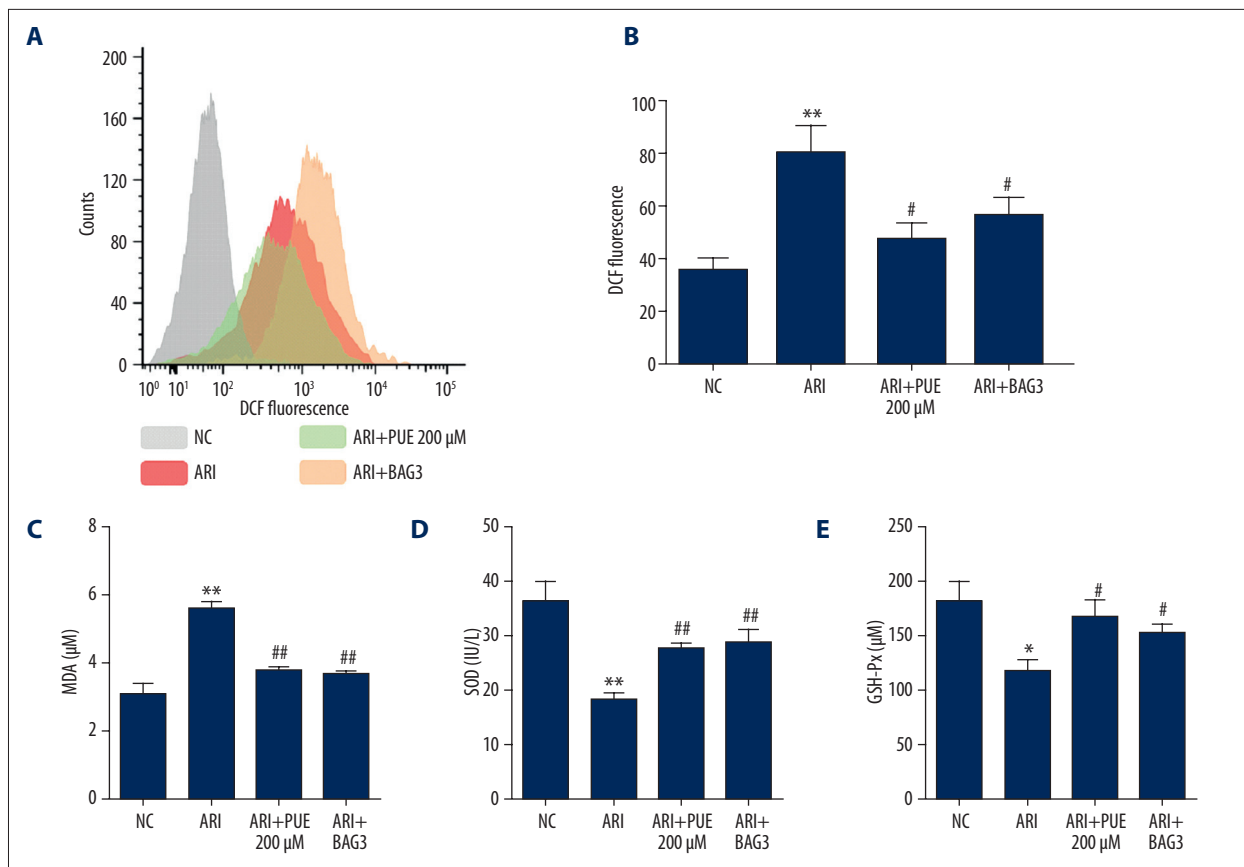 A
200
160
120
80
40
0
Counts
10⁰ 10¹ 10² 10³ 10⁴ 10⁵
DCF fluorescence
NC
ARI+PUE 200 µM
ARI
ARI+BAG3
B
100
80
60
40
20
0
DCF fluorescence
**
#
#
NC
ARI
ARI+PUE
200 µM
ARI+BAG3
C
8
6
4
2
0
MDA (µM)
**
##
##
NC
ARI
ARI+PUE
200 µM
ARI+
BAG3
D
50
40
30
20
10
0
SOD (IU/L)
**
##
##
NC
ARI
ARI+PUE
200 µM
ARI+
BAG3
E
250
200
150
100
50
0
GSH-Px (µM)
*
#
#
NC
ARI
ARI+PUE
200 µM
ARI+
BAG3